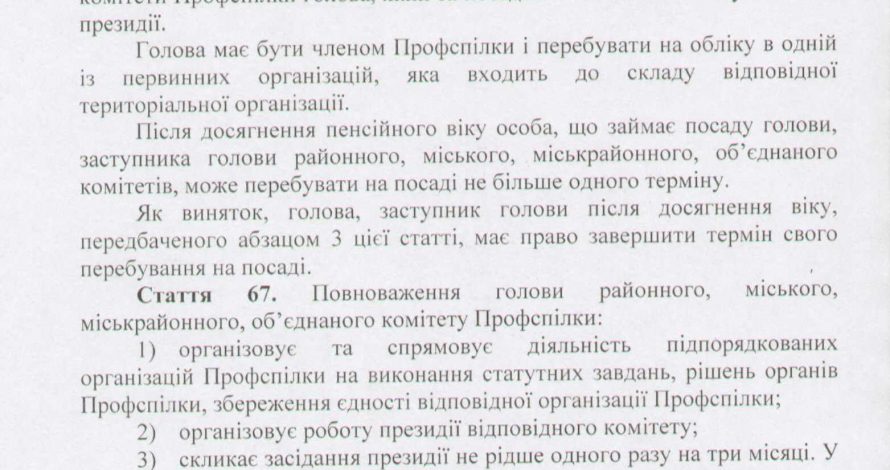 президії.
Голова має бути членом Профспілки і перебувати на обліку в одній
із первинних організацій, яка входить до складу відповідної
територіальної організації.
Після досягнення пенсійного віку особа, що займає посаду голови,
заступника голови районного, міського, міськрайонного, об’єднаного
комітетів, може перебувати на посаді не більше одного терміну.
Як виняток, голова, заступник голови після досягнення віку,
передбаченого абзацом 3 цієї статті, має право завершити термін свого
перебування на посаді.
Стаття 67. Повноваження голови районного, міського,
міськрайонного, об’єднаного комітету Профспілки:
1) організовує та спрямовує діяльність підпорядкованих
організацій Профспілки на виконання статутних завдань, рішень органів
Профспілки, збереження єдності відповідної організації Профспілки;
2) організовує роботу президії відповідного комітету;
3) скликає засідання президії не рідше одного разу на три місяці. У